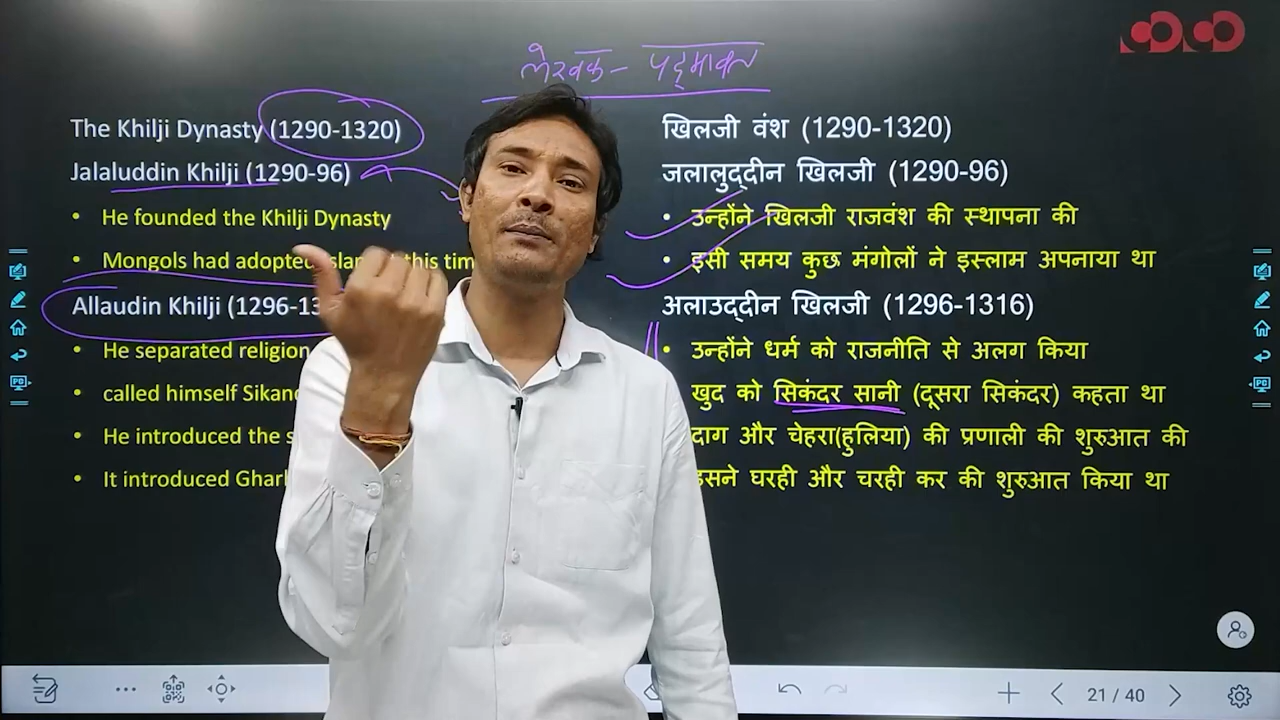 लेखक - पद्मावत
The Khilji Dynasty (1290-1320)
Jalaluddin Khilji (1290-96)
• He founded the Khilji Dynasty
• Mongols had adopted this tim
Allaudin Khilji (1296-13
• He separated religion
• called himself Sikan
• He introduced the s
• It introduced Ghar
खिलजी वंश (1290-1320)
जलालुद्दीन खिलजी (1290-96)
• उन्होंने खिलजी राजवंश की स्थापना की
• इसी समय कुछ मंगोलों ने इस्लाम अपनाया था
अलाउद्दीन खिलजी (1296-1316)
• उन्होंने धर्म को राजनीति से अलग किया
खुद को सिकंदर सानी (दूसरा सिकंदर) कहता था
दाग और चेहरा(हुलिया) की प्रणाली की शुरुआत की
इसने घरही और चरही कर की शुरुआत किया था
21 / 40